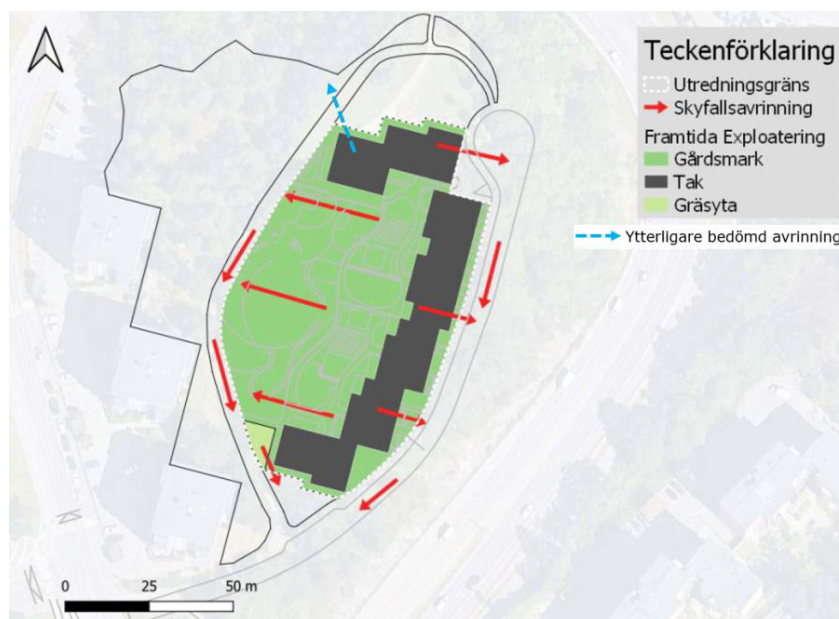 Teckenförklaring
Utredningsgräns
Skyfallsavrinning
Framtida Exploatering
Gårdsmark
Tak
Gräsyta
Ytterligare bedömd avrinning
0 25 50 m